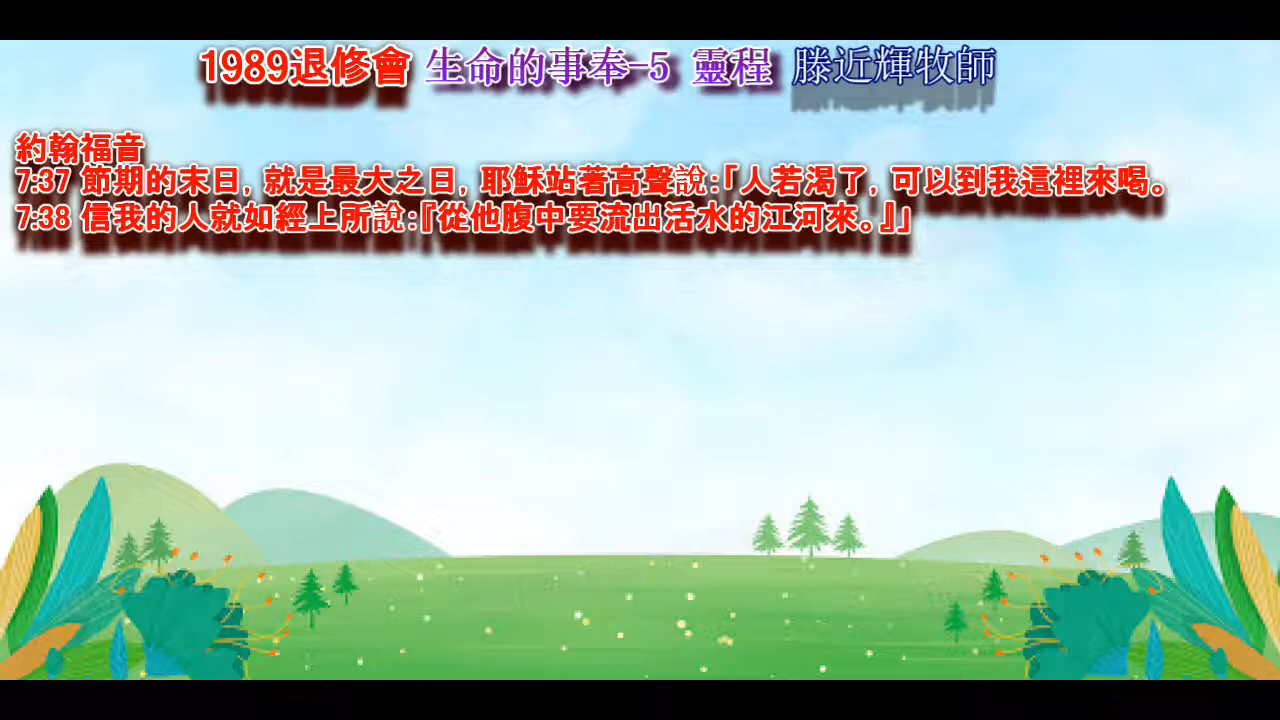 1989退修會 生命的事奉-5 靈程 滕近輝牧師
約翰福音
7:37 節期的末日, 就是最大之日, 耶穌站著高聲說:「人若渴了, 可以到我這裡來喝。
7:38 信我的人就如經上所說:『從他腹中要流出活水的江河來。』」